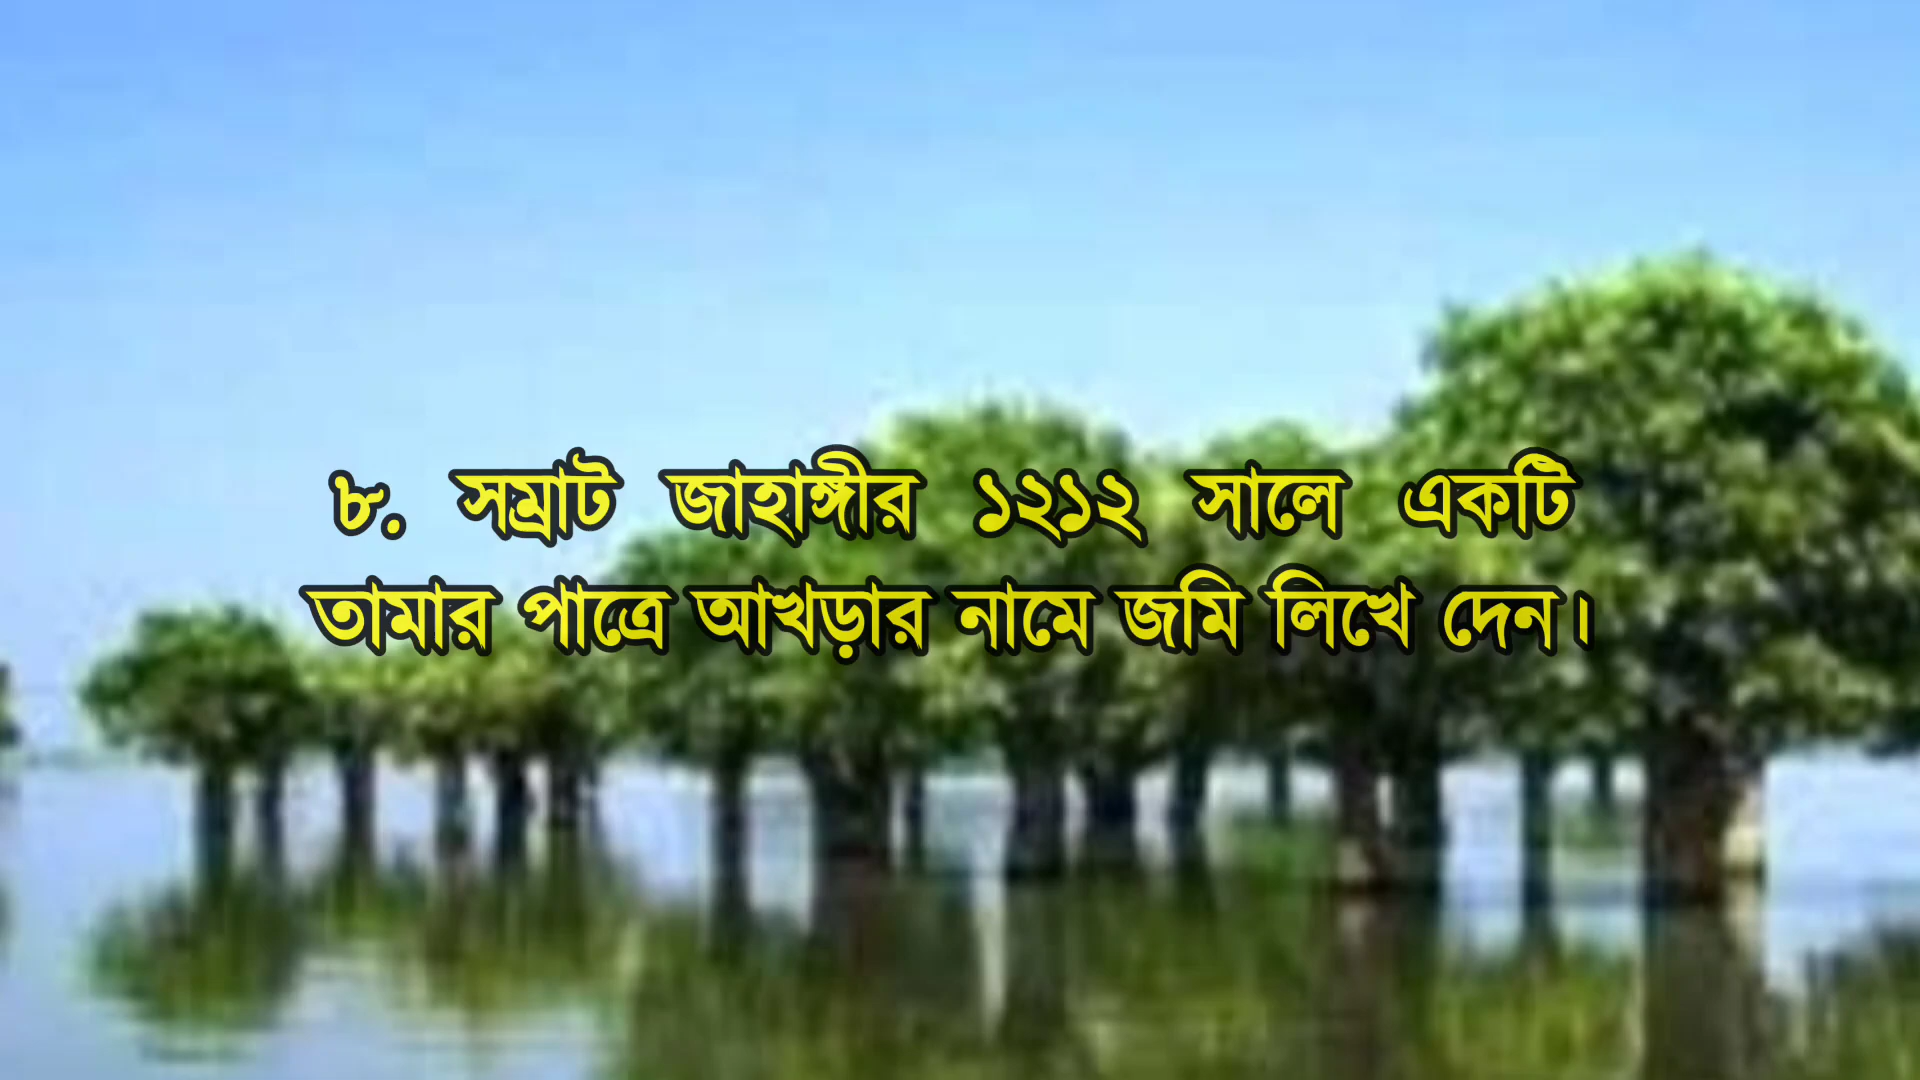 ৮. সম্রাট জাহাঙ্গীর ১২১২ সালে একটি
তামার পাত্রে আখড়ার নামে জমি লিখে দেন।